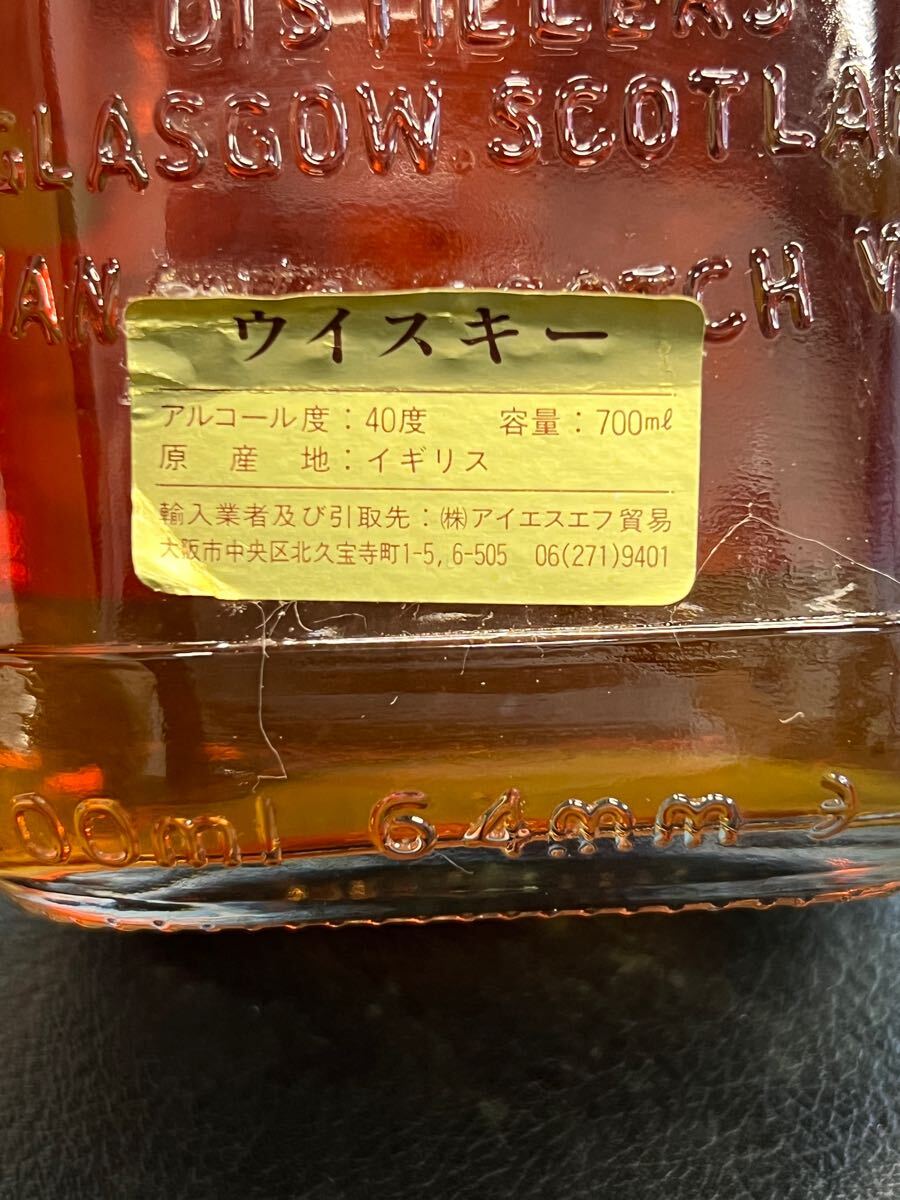 DISTILLERS
GLASGOW.SCOTLAN
ウイスキー
アルコール度：40度 容量：700mℓ
原産地：イギリス
輸入業者及び引取先：㈱アイエスエフ貿易
大阪市中央区北久宝寺町1-5, 6-505 06(271)9401
00ml 64mm